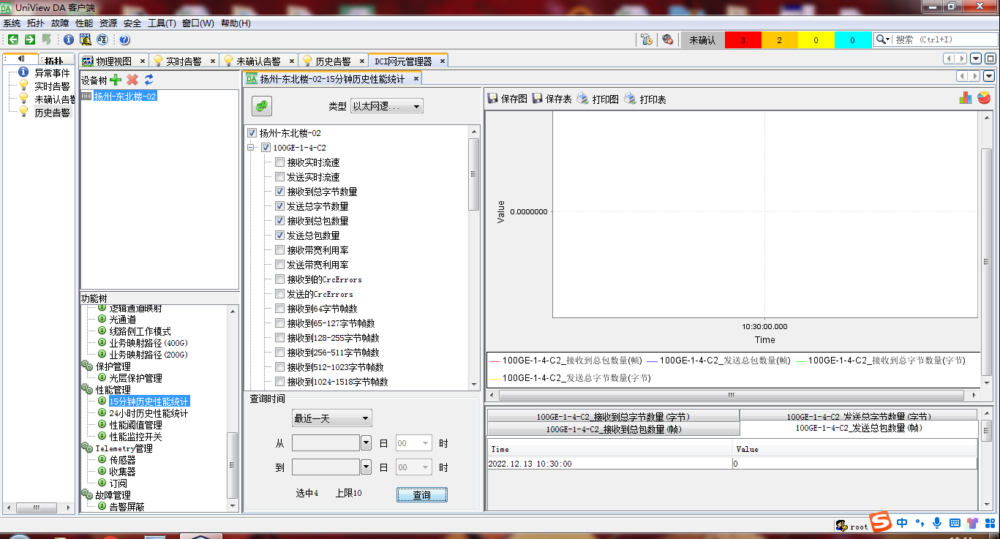 UniView DA 客户端
系统 拓扑 故障 性能 资源 安全 工具(T) 窗口(W) 帮助(H)
未确认 3 2 0 0 搜索 (Ctrl+I)
拓扑
异常事件
实时告警
未确认告警
历史告警
物理视图 实时告警 未确认告警 历史告警 DCI网元管理器
设备树
扬州-东北楼-02
功能树
逻辑通道映射
光通道
线路侧工作模式
业务映射路径(400G)
业务映射路径(200G)
保护管理
光层保护管理
性能管理
15分钟历史性能统计
24小时历史性能统计
性能阈值管理
性能监控开关
Telemetry管理
传感器
收集器
订阅
故障管理
告警屏蔽
扬州-东北楼-02-15分钟历史性能统计
类型 以太网逻...
扬州-东北楼-02
100GE-1-4-C2
接收实时流速
发送实时流速
接收到总字节数量
发送总字节数量
接收到总包数量
发送总包数量
接收带宽利用率
发送带宽利用率
接收到的CrcErrors
发送的CrcErrors
接收到64字节帧数
接收到65-127字节帧数
接收到128-255字节帧数
接收到256-511字节帧数
接收到512-1023字节帧数
接收到1024-1518字节帧数
查询时间
最近一天
从 日 00 时
到 日 00 时
选中4 上限10 查询
保存图 保存表 打印图 打印表
Value
0.0000000
10:30:00.000
Time
100GE-1-4-C2_接收到总包数量(帧) 100GE-1-4-C2_发送总包数量(帧) 100GE-1-4-C2_接收到总字节数量(字节)
100GE-1-4-C2_发送总字节数量(字节)
100GE-1-4-C2_接收到总字节数量(字节) 100GE-1-4-C2_发送总字节数量(字节)
100GE-1-4-C2_接收到总包数量(帧) 100GE-1-4-C2_发送总包数量(帧)
Time Value
2022.12.13 10:30:00 0
root 中